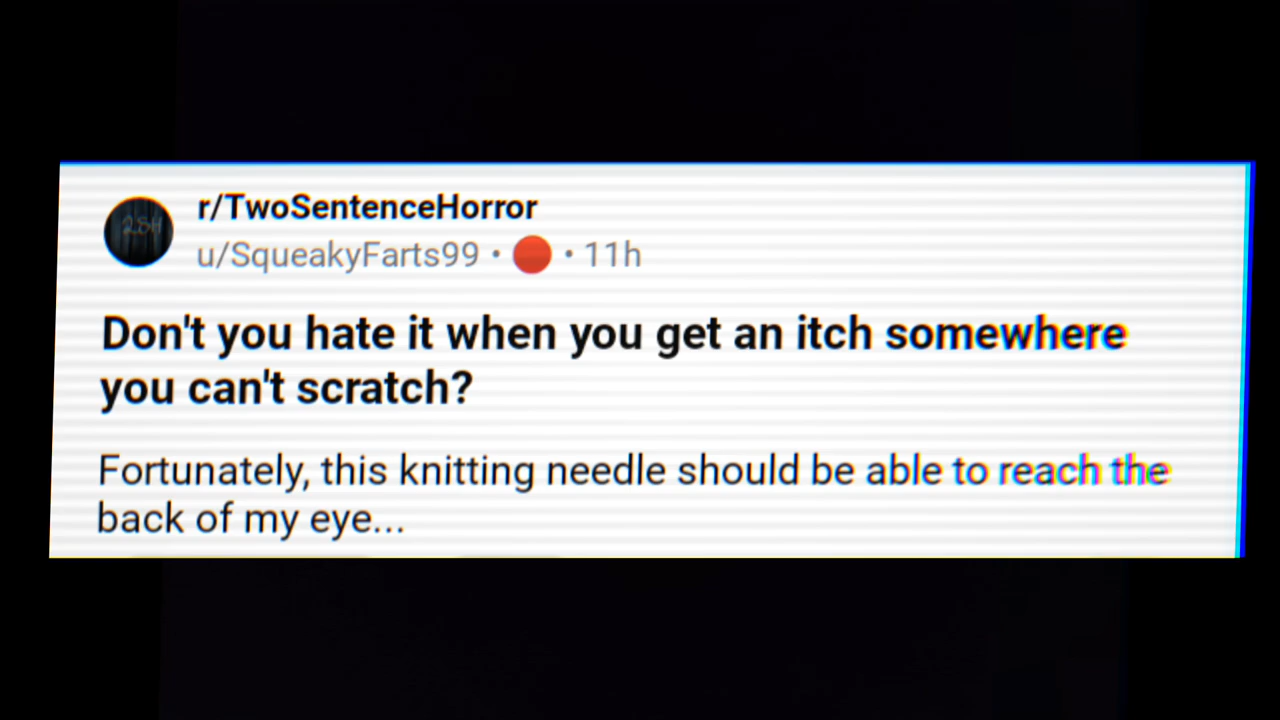 2SH
r/TwoSentenceHorror
u/SqueakyFarts99 • 11h
Don't you hate it when you get an itch somewhere
you can't scratch?
Fortunately, this knitting needle should be able to reach the
back of my eye...